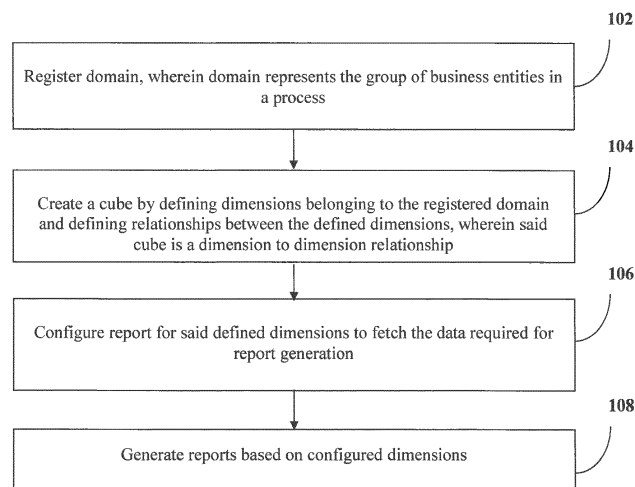 102
Register domain, wherein domain represents the group of business entities in
a process
104
Create a cube by defining dimensions belonging to the registered domain
and defining relationships between the defined dimensions, wherein said
cube is a dimension to dimension relationship
106
Configure report for said defined dimensions to fetch the data required for
report generation
108
Generate reports based on configured dimensions